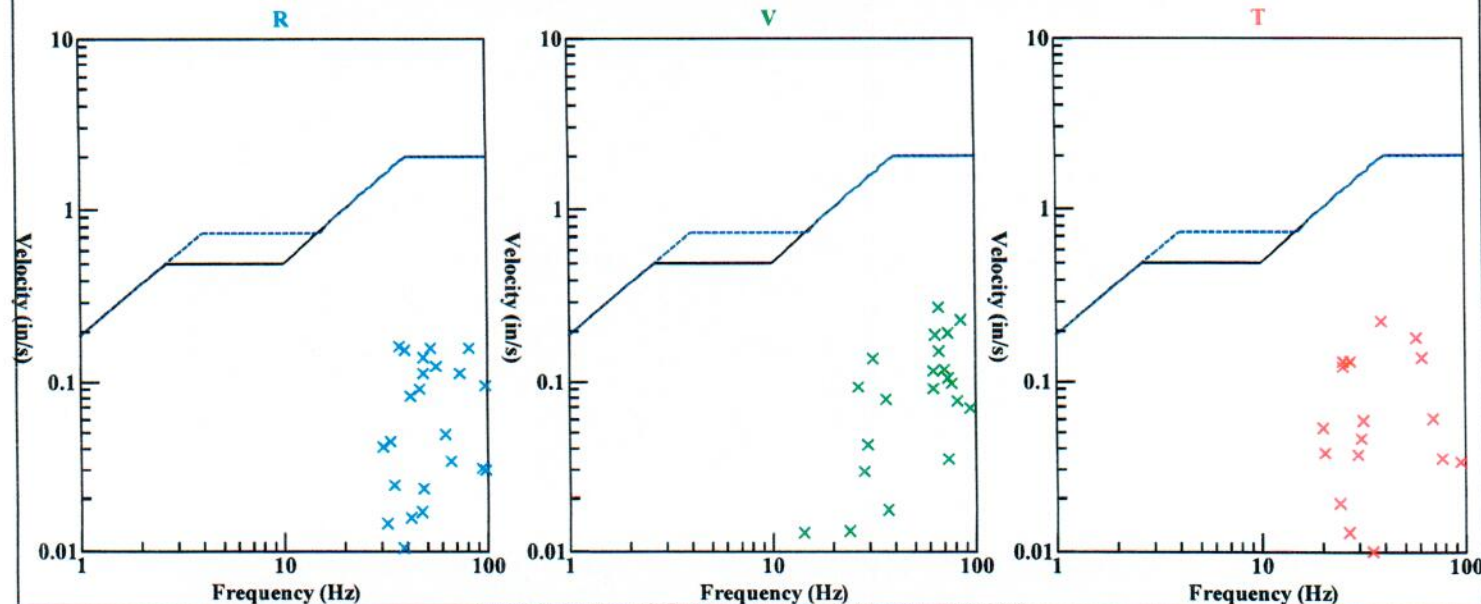 R V T
10 10 10
1 1 1
0.1 0.1 0.1
0.01 0.01 0.01
Velocity (in/s) Velocity (in/s) Velocity (in/s)
1 10 100 1 10 100 1 10 100
Frequency (Hz) Frequency (Hz) Frequency (Hz)